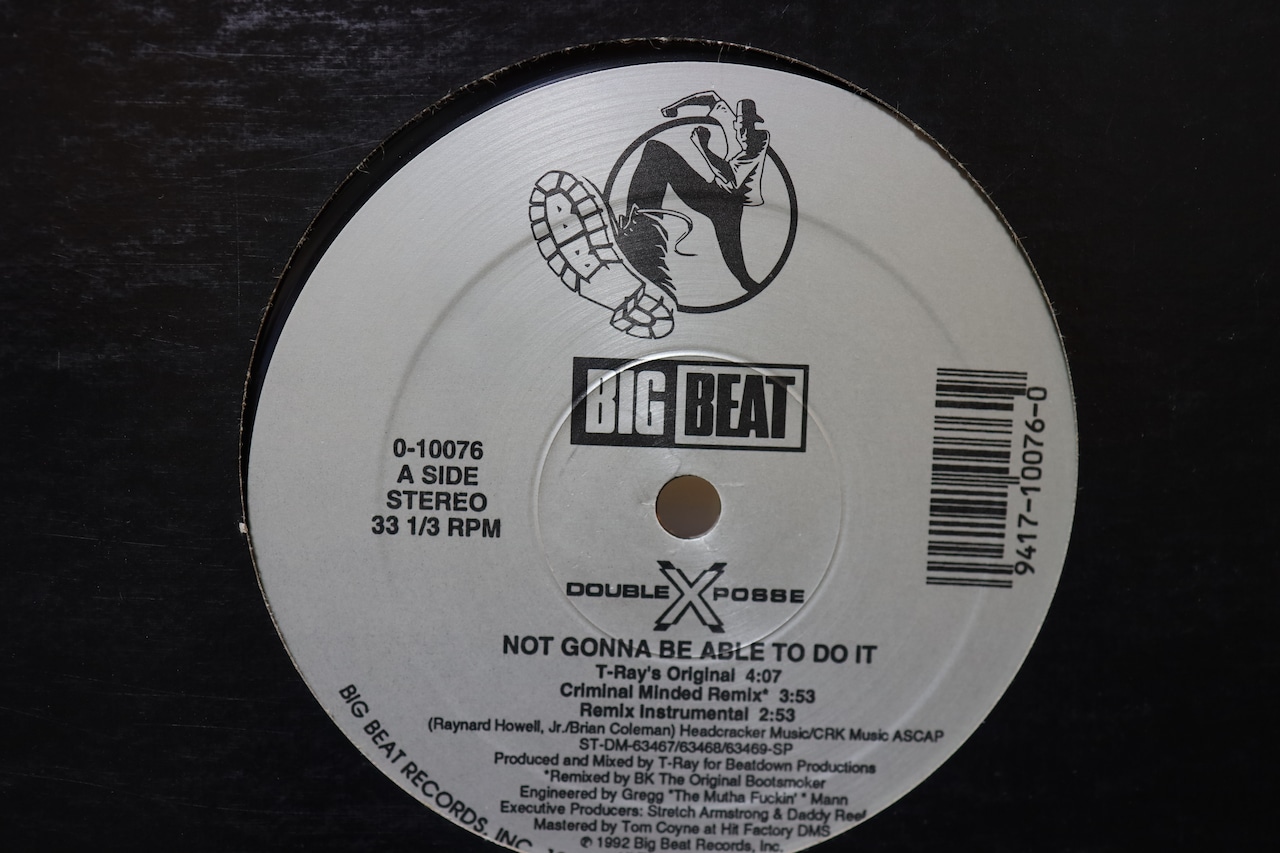 BIG BEAT
0-10076
A SIDE
STEREO
33 1/3 RPM
9417-10076-0
DOUBLE X POSSE
NOT GONNA BE ABLE TO DO IT
T-Ray's Original 4:07
Criminal Minded Remix* 3:53
Remix Instrumental 2:53
(Raynard Howell, Jr./Brian Coleman) Headcracker Music/CRK Music ASCAP
ST-DM-63467/63468/63469-SP
Produced and Mixed by T-Ray for Beatdown Productions
*Remixed by BK The Original Bootsmoker
Engineered by Gregg "The Mutha Fuckin' " Mann
Executive Producers: Stretch Armstrong & Daddy Reef
Mastered by Tom Coyne at Hit Factory DMS
℗ 1992 Big Beat Records, Inc.
BIG BEAT RECORDS, INC.